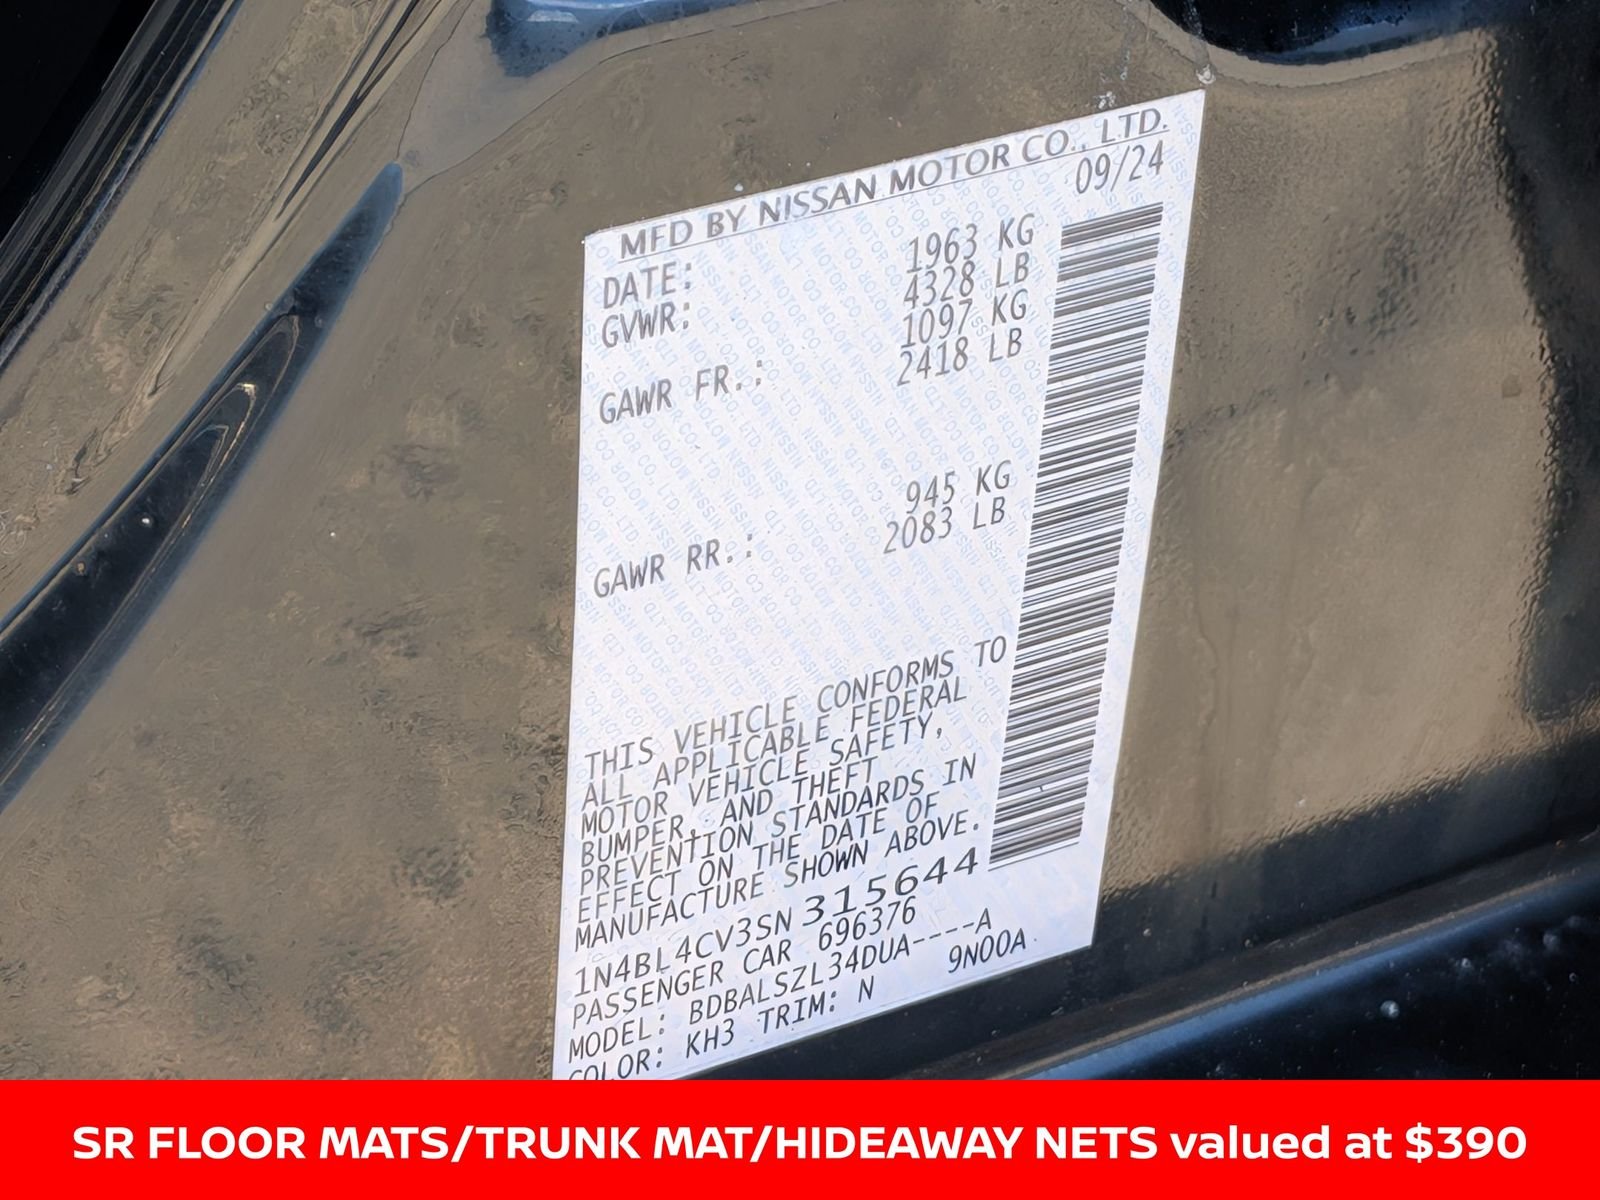 MFD BY NISSAN MOTOR CO., LTD.
DATE: 09/24
GVWR: 1963 KG
4328 LB
GAWR FR.: 1097 KG
2418 LB
GAWR RR.: 945 KG
2083 LB
THIS VEHICLE CONFORMS TO
ALL APPLICABLE FEDERAL
MOTOR VEHICLE SAFETY,
BUMPER, AND THEFT
PREVENTION STANDARDS IN
EFFECT ON THE DATE OF
MANUFACTURE SHOWN ABOVE.
1N4BL4CV3SN315644
PASSENGER CAR 696376
MODEL: BDBALSZL34DUA----A
COLOR: KH3 TRIM: N 9N00A
SR FLOOR MATS/TRUNK MAT/HIDEAWAY NETS valued at $390